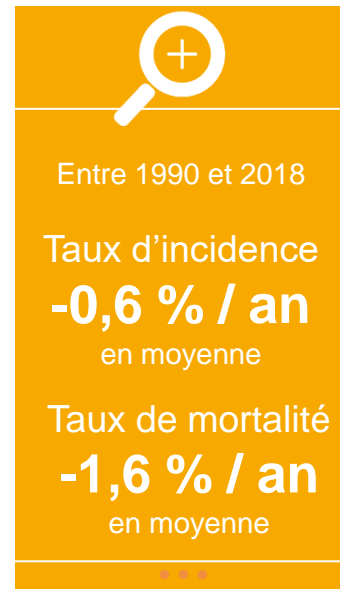 Entre 1990 et 2018
Taux d’incidence
-0,6 % / an
en moyenne
Taux de mortalité
-1,6 % / an
en moyenne